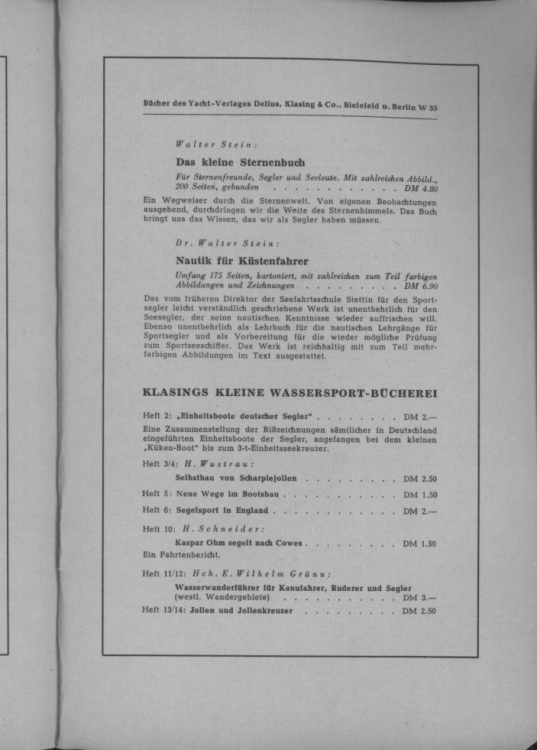 Bücher des Yacht-Verlages Delius, Klasing & Co., Bielefeld u. Berlin W 35
Walter Stein:
Das kleine Sternenbuch
Für Sternenfreunde, Segler und Seeleute. Mit zahlreichen Abbild.,
200 Seiten, gebunden . . . . . . . . . . . . DM 4.80
Ein Wegweiser durch die Sternenwelt. Von eigenen Beobachtungen
ausgehend, durchdringen wir die Weite des Sternenhimmels. Das Buch
bringt uns das Wissen, das wir als Segler haben müssen.
Dr. Walter Stein:
Nautik für Küstenfahrer
Umfang 175 Seiten, kartoniert, mit zahlreichen zum Teil farbigen
Abbildungen und Zeichnungen . . . . . . . . . DM 6.90
Das vom früheren Direktor der Seefahrtsschule Stettin für den Sport-
segler leicht verständlich geschriebene Werk ist unentbehrlich für den
Seesegler, der seine nautischen Kenntnisse wieder auffrischen will.
Ebenso unentbehrlich als Lehrbuch für die nautischen Lehrgänge für
Sportsegler und als Vorbereitung für die wieder mögliche Prüfung
zum Sportseeschiffer. Das Werk ist reichhaltig mit zum Teil mehr-
farbigen Abbildungen im Text ausgestattet.
KLASINGS KLEINE WASSERSPORT-BÜCHEREI
Heft 2: „Einheitsboote deutscher Segler“ . . . . . . . . DM 2.—
Eine Zusammenstellung der Rißzeichnungen sämtlicher in Deutschland
eingeführten Einheitsboote der Segler, angefangen bei dem kleinen
„Küken-Boot“ bis zum 3-t-Einheitsseekreuzer.
Heft 3/4: H. Wustrau:
Selbstbau von Scharpiejollen . . . . . . . . . DM 2.50
Heft 5: Neue Wege im Bootsbau . . . . . . . . . . . DM 1.50
Heft 6: Segelsport in England . . . . . . . . . . . . DM 2.—
Heft 10: H. Schneider:
Kaspar Ohm segelt nach Cowes . . . . . . . . . DM 1.50
Ein Fahrtenbericht.
Heft 11/12: Hch. E. Wilhelm Grünn:
Wasserwanderführer für Kanufahrer, Ruderer und Segler
(westl. Wandergebiete) . . . . . . . . . . . DM 3.—
Heft 13/14: Jollen und Jollenkreuzer . . . . . . . . . DM 2.50